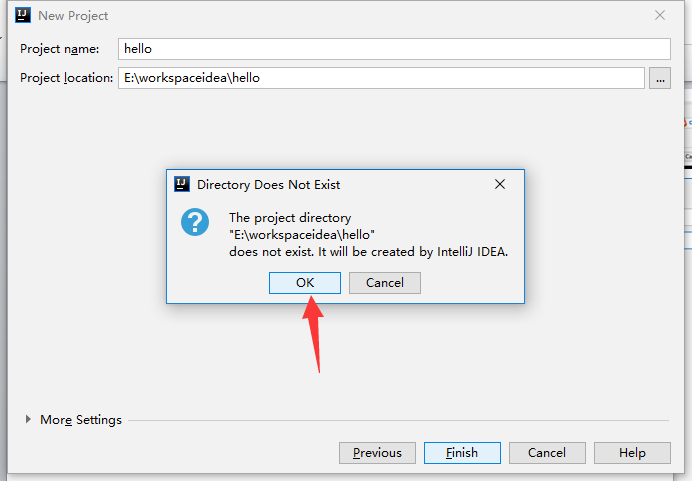 New Project
Project name: hello
Project location: E:\workspaceidea\hello ...
Directory Does Not Exist
The project directory
"E:\workspaceidea\hello"
does not exist. It will be created by IntelliJ IDEA.
OK Cancel
More Settings
Previous Finish Cancel Help